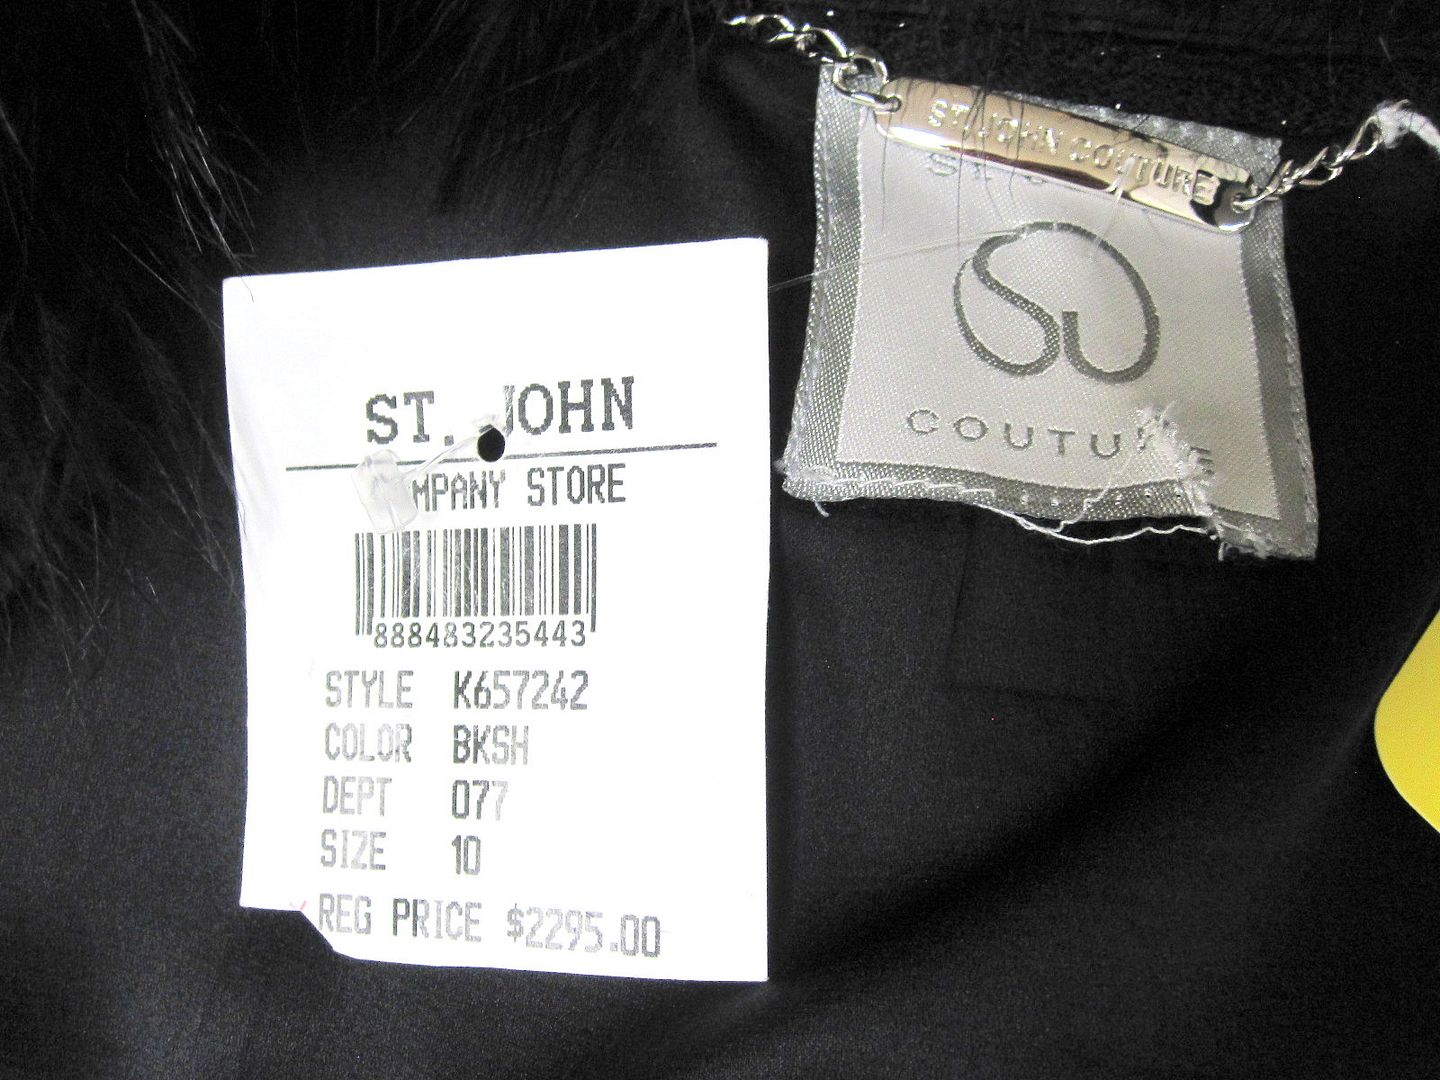 ST. JOHN
MPANY STORE
888483235443
STYLE K657242
COLOR BKSH
DEPT 077
SIZE 10
REG PRICE $2295.00
ST. JOHN COUTURE
SJ
COUTURE